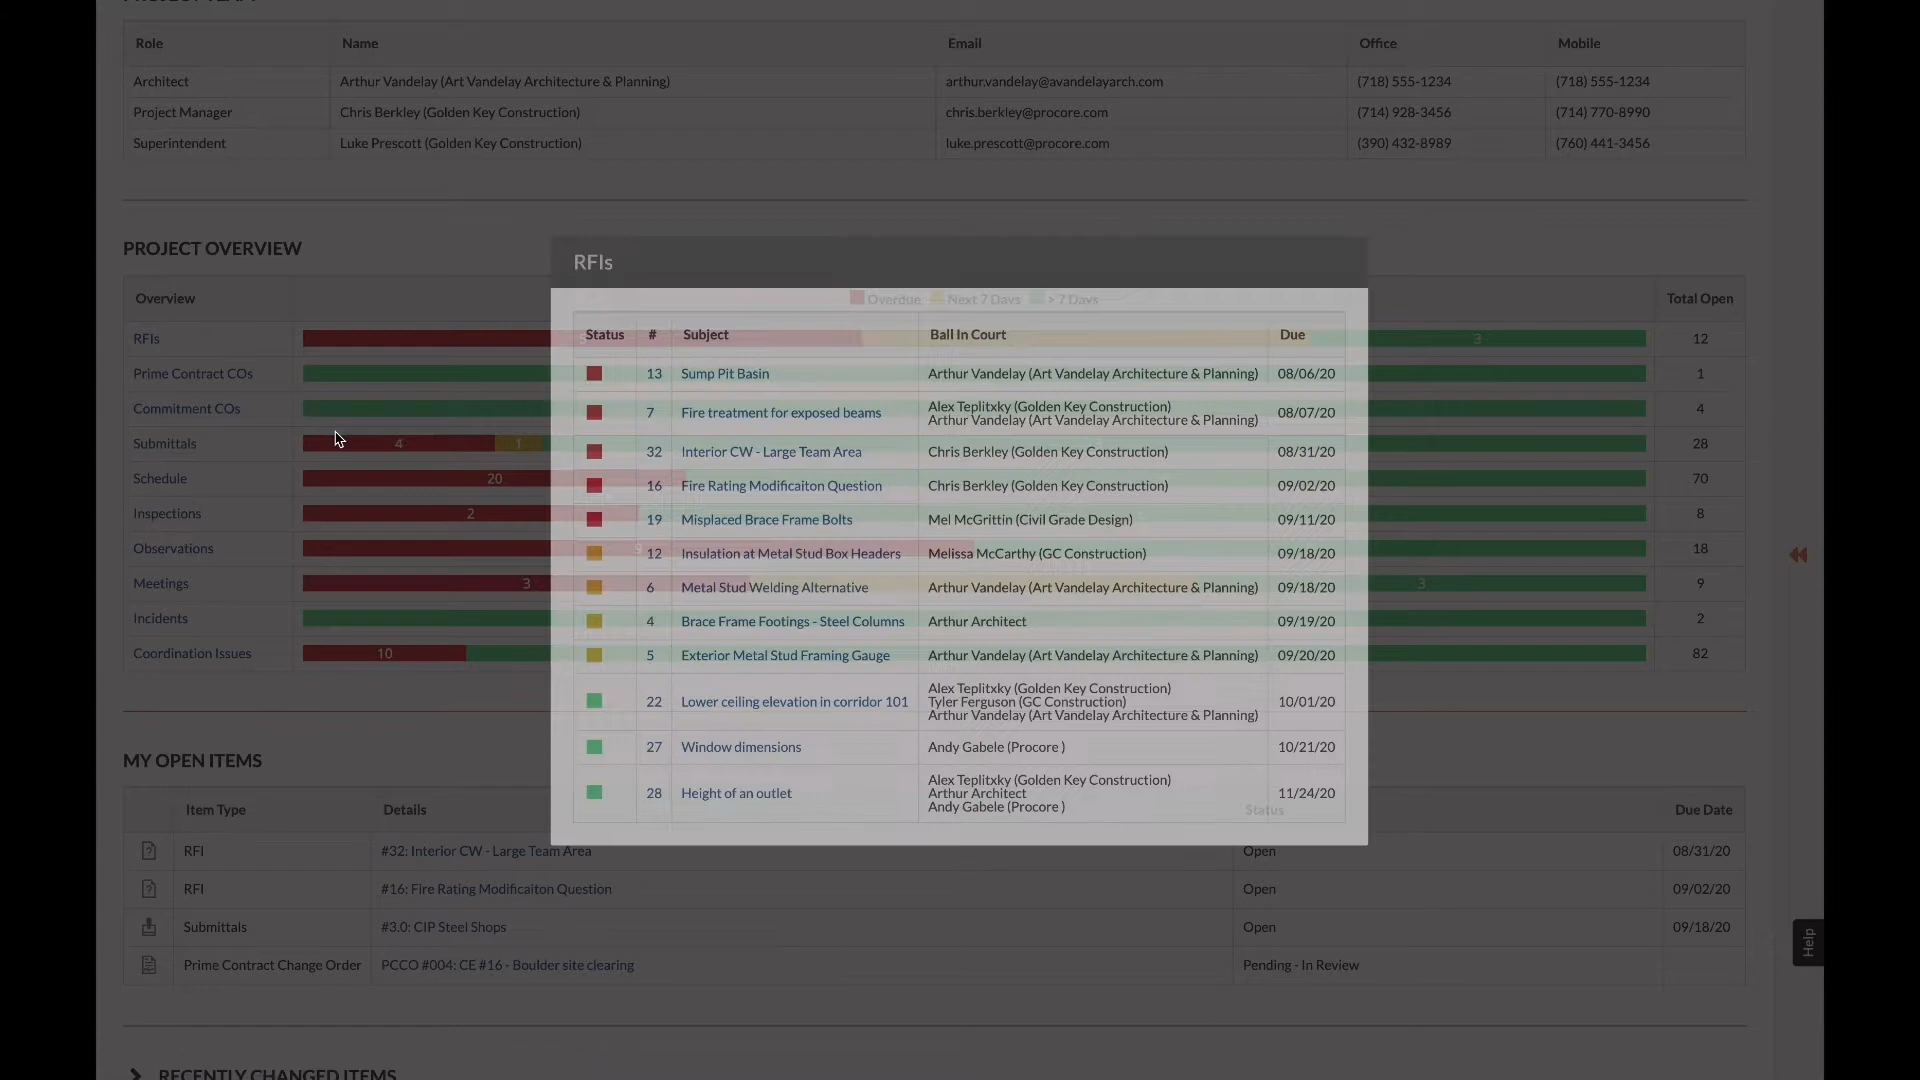 Role Name Email Office Mobile
Architect Arthur Vandelay (Art Vandelay Architecture & Planning) arthur.vandelay@avandelayarch.com (718) 555-1234 (718) 555-1234
Project Manager Chris Berkley (Golden Key Construction) chris.berkley@procore.com (714) 928-3456 (714) 770-8990
Superintendent Luke Prescott (Golden Key Construction) luke.prescott@procore.com (390) 432-8989 (760) 441-3456
PROJECT OVERVIEW
Overview Overdue Next 7 Days > 7 Days Total Open
RFIs 3 12
Prime Contract COs 1
Commitment COs 4
Submittals 4 1 28
Schedule 20 70
Inspections 2 8
Observations 9 18
Meetings 3 3 9
Incidents 2
Coordination Issues 10 82
RFIs
Status # Subject Ball In Court Due
13 Sump Pit Basin Arthur Vandelay (Art Vandelay Architecture & Planning) 08/06/20
7 Fire treatment for exposed beams Alex Teplitxky (Golden Key Construction)
Arthur Vandelay (Art Vandelay Architecture & Planning) 08/07/20
32 Interior CW - Large Team Area Chris Berkley (Golden Key Construction) 08/31/20
16 Fire Rating Modificaiton Question Chris Berkley (Golden Key Construction) 09/02/20
19 Misplaced Brace Frame Bolts Mel McGrittin (Civil Grade Design) 09/11/20
12 Insulation at Metal Stud Box Headers Melissa McCarthy (GC Construction) 09/18/20
6 Metal Stud Welding Alternative Arthur Vandelay (Art Vandelay Architecture & Planning) 09/18/20
4 Brace Frame Footings - Steel Columns Arthur Architect 09/19/20
5 Exterior Metal Stud Framing Gauge Arthur Vandelay (Art Vandelay Architecture & Planning) 09/20/20
22 Lower ceiling elevation in corridor 101 Alex Teplitxky (Golden Key Construction)
Tyler Ferguson (GC Construction)
Arthur Vandelay (Art Vandelay Architecture & Planning) 10/01/20
27 Window dimensions Andy Gabele (Procore ) 10/21/20
28 Height of an outlet Alex Teplitxky (Golden Key Construction)
Arthur Architect
Andy Gabele (Procore ) 11/24/20
MY OPEN ITEMS
Item Type Details Status Due Date
RFI #32: Interior CW - Large Team Area Open 08/31/20
RFI #16: Fire Rating Modificaiton Question Open 09/02/20
Submittals #3.0: CIP Steel Shops Open 09/18/20
Prime Contract Change Order PCCO #004: CE #16 - Boulder site clearing Pending - In Review
Help
RECENTLY CHANGED ITEMS